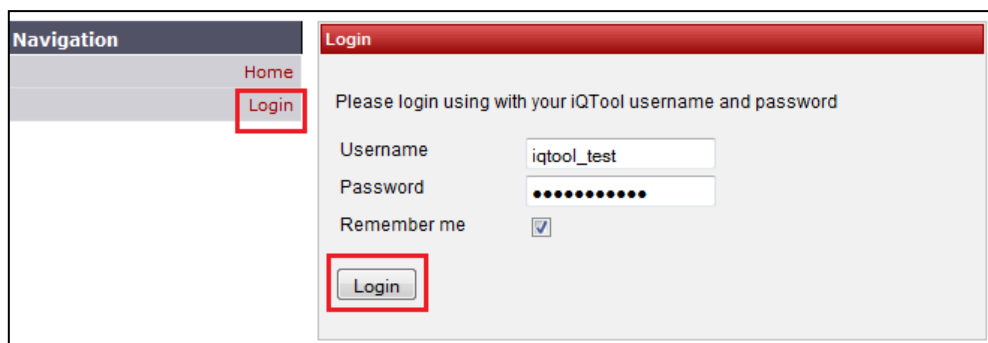 Navigation
Home
Login
Login
Please login using with your iQTool username and password
Username iqtool_test
Password •••••••••••
Remember me
Login